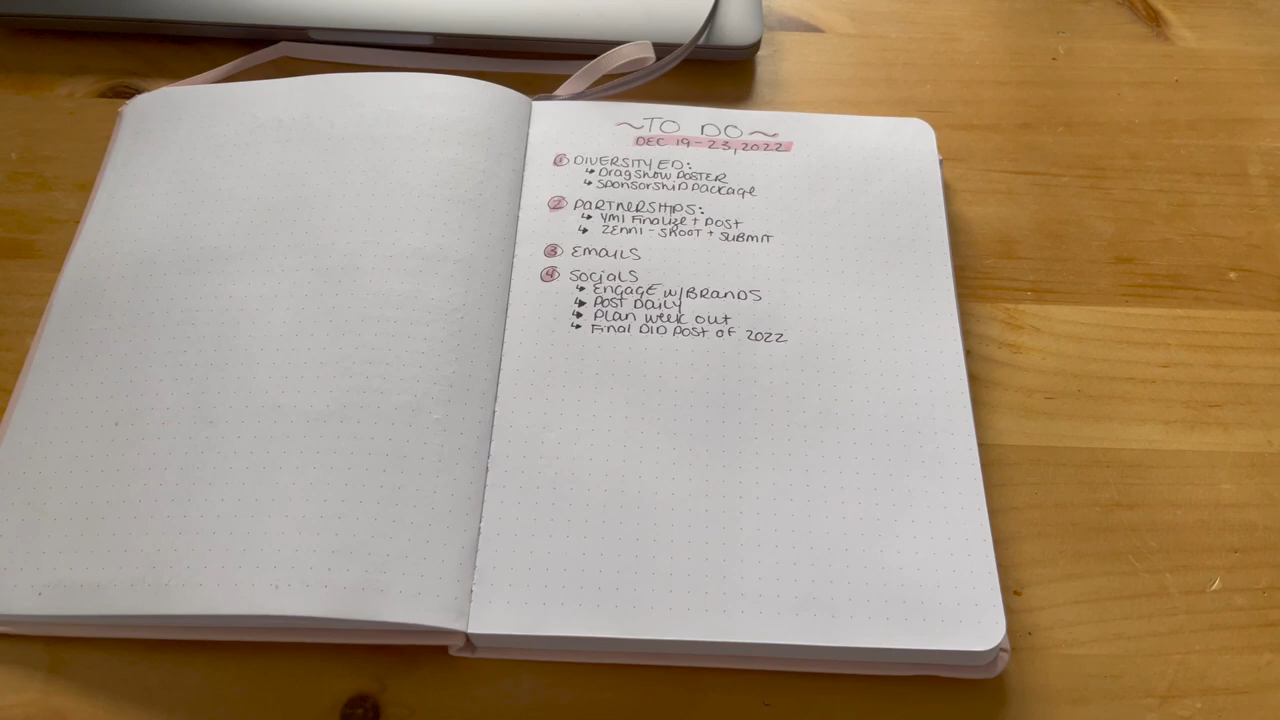 ~TO DO~
DEC 19-23, 2022
① DIVERSITY ED:
↳ Drag SHOW POSTER
↳ SPONSORSHIP PACKAGE
② PARTNERSHIPS:
↳ YMI FINALIZE + POST
↳ ZENNI - SHOOT + SUBMIT
③ EMAILS
④ SOCIALS
↳ ENGAGE w/BRANDS
↳ POST DAILY
↳ Plan week out
↳ Final DID POST OF 2022